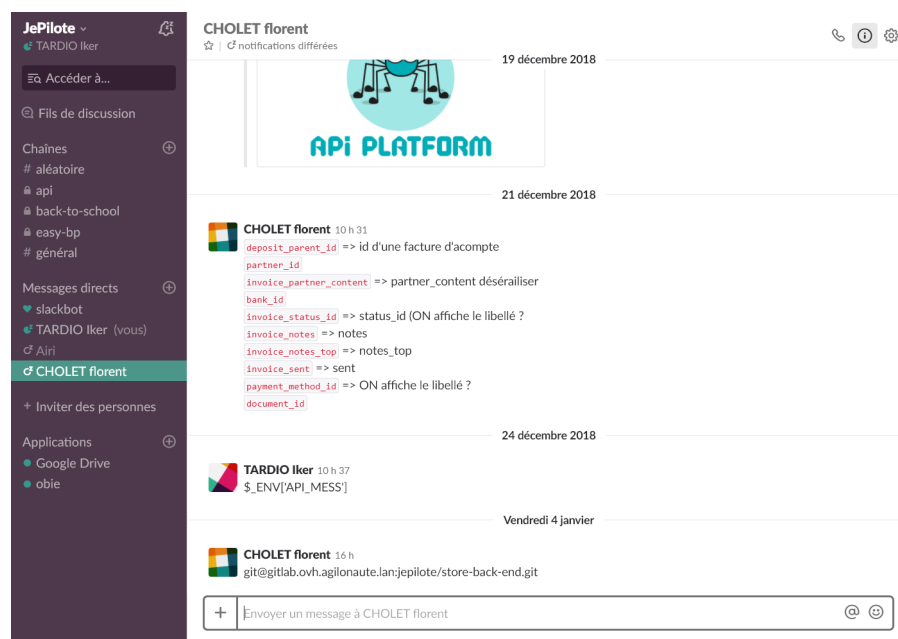 JePilote
TARDIO Iker
Accéder à...
Fils de discussion
Chaînes
# aléatoire
api
back-to-school
easy-bp
# général
Messages directs
slackbot
TARDIO Iker (vous)
Airi
CHOLET florent
+ Inviter des personnes
Applications
Google Drive
obie
CHOLET florent
notifications différées
19 décembre 2018
APi PLATFORM
21 décembre 2018
CHOLET florent 10 h 31
deposit_parent_id => id d'une facture d'acompte
partner_id
invoice_partner_content => partner_content désérailiser
bank_id
invoice_status_id => status_id (ON affiche le libellé ?
invoice_notes => notes
invoice_notes_top => notes_top
invoice_sent => sent
payment_method_id => ON affiche le libellé ?
document_id
24 décembre 2018
TARDIO Iker 10 h 37
$_ENV['API_MESS']
Vendredi 4 janvier
CHOLET florent 16 h
git@gitlab.ovh.agilonaute.lan:jepilote/store-back-end.git
Envoyer un message à CHOLET florent